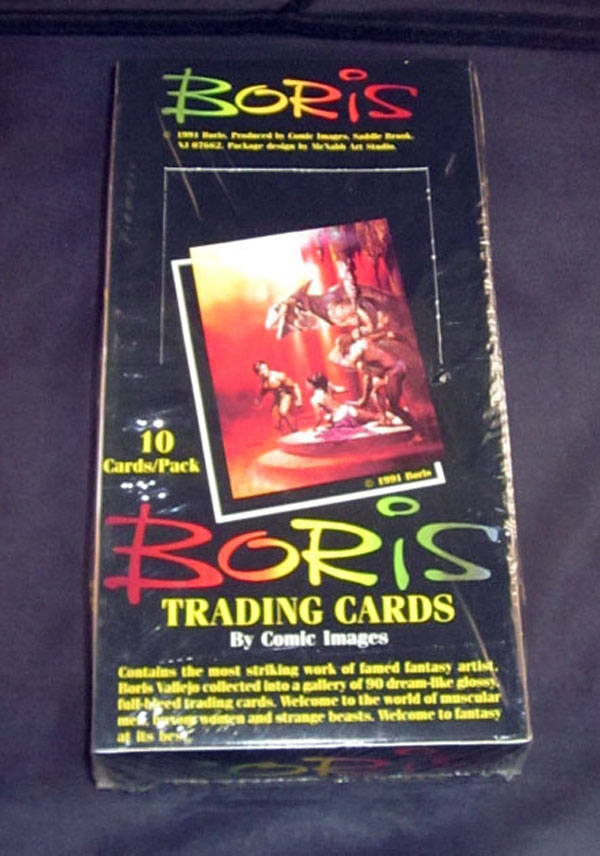 BORIS
© 1991 Boris. Produced by Comic Images, Saddle Brook,
NJ 07662. Package design by McNabb Art Studio.
10
Cards/Pack
© 1991 Boris
BORIS
TRADING CARDS
By Comic Images
Contains the most striking work of famed fantasy artist,
Boris Vallejo collected into a gallery of 90 dream-like glossy,
full-bleed trading cards. Welcome to the world of muscular
men, buxom women and strange beasts. Welcome to fantasy
at its best.
BORIS